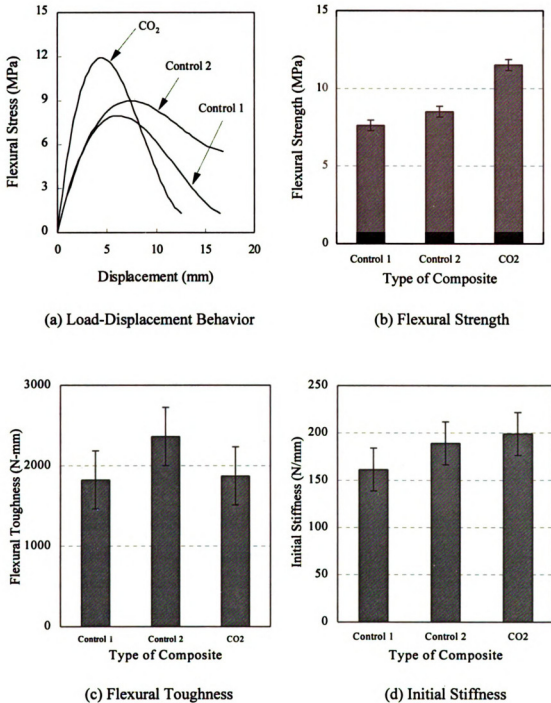 15
12
9
6
3
0
Flexural Stress (MPa)
CO₂
Control 2
Control 1
0 5 10 15 20
Displacement (mm)
(a) Load-Displacement Behavior
15
10
5
0
Flexural Strength (MPa)
Control 1 Control 2 CO2
Type of Composite
(b) Flexural Strength
3000
2000
1000
0
Flexural Toughness (N-mm)
Control 1 Control 2 CO2
Type of Composite
(c) Flexural Toughness
250
200
150
100
50
0
Initial Stiffness (N/mm)
Control 1 Control 2 CO2
Type of Composite
(d) Initial Stiffness